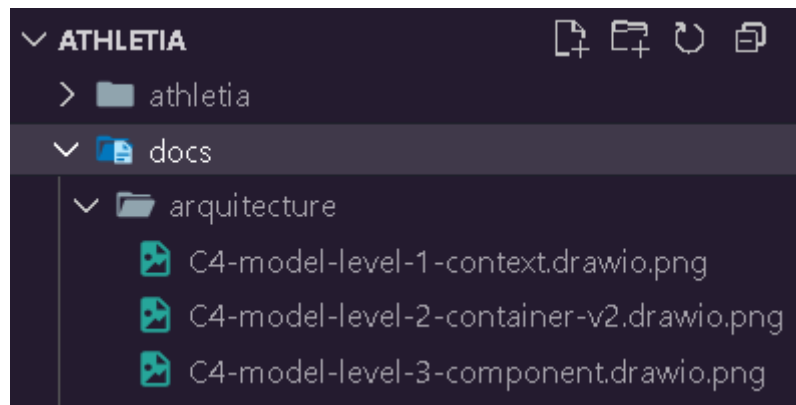 ATHLETIA
athletia
docs
arquitecture
C4-model-level-1-context.drawio.png
C4-model-level-2-container-v2.drawio.png
C4-model-level-3-component.drawio.png